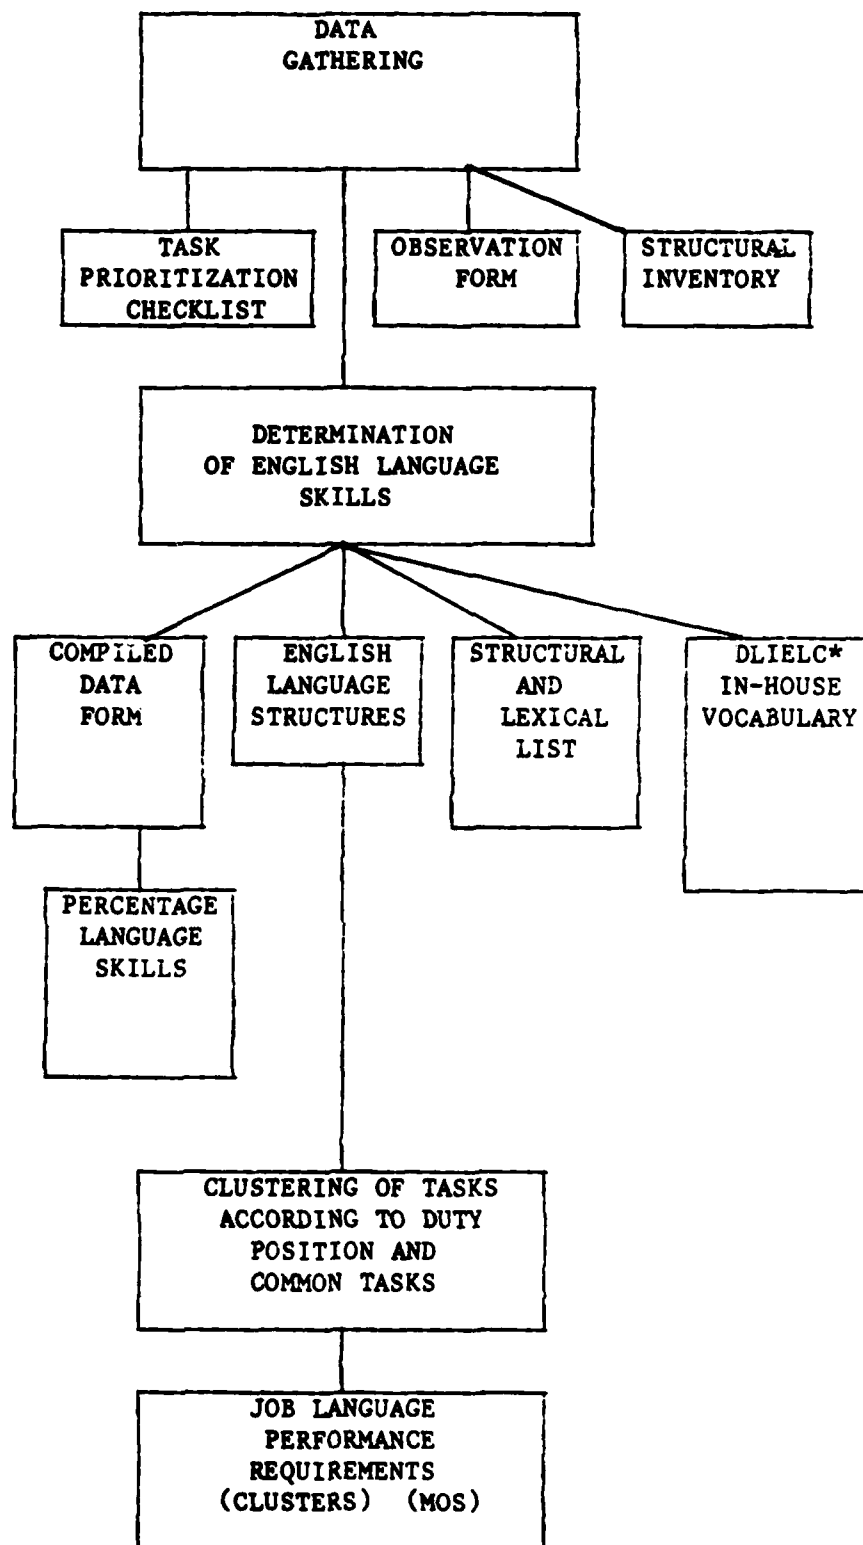 DATA
GATHERING
TASK
PRIORITIZATION
CHECKLIST
OBSERVATION
FORM
STRUCTURAL
INVENTORY
DETERMINATION
OF ENGLISH LANGUAGE
SKILLS
COMPILED
DATA
FORM
ENGLISH
LANGUAGE
STRUCTURES
STRUCTURAL
AND
LEXICAL
LIST
DLIELC*
IN-HOUSE
VOCABULARY
PERCENTAGE
LANGUAGE
SKILLS
CLUSTERING OF TASKS
ACCORDING TO DUTY
POSITION AND
COMMON TASKS
JOB LANGUAGE
PERFORMANCE
REQUIREMENTS
(CLUSTERS) (MOS)